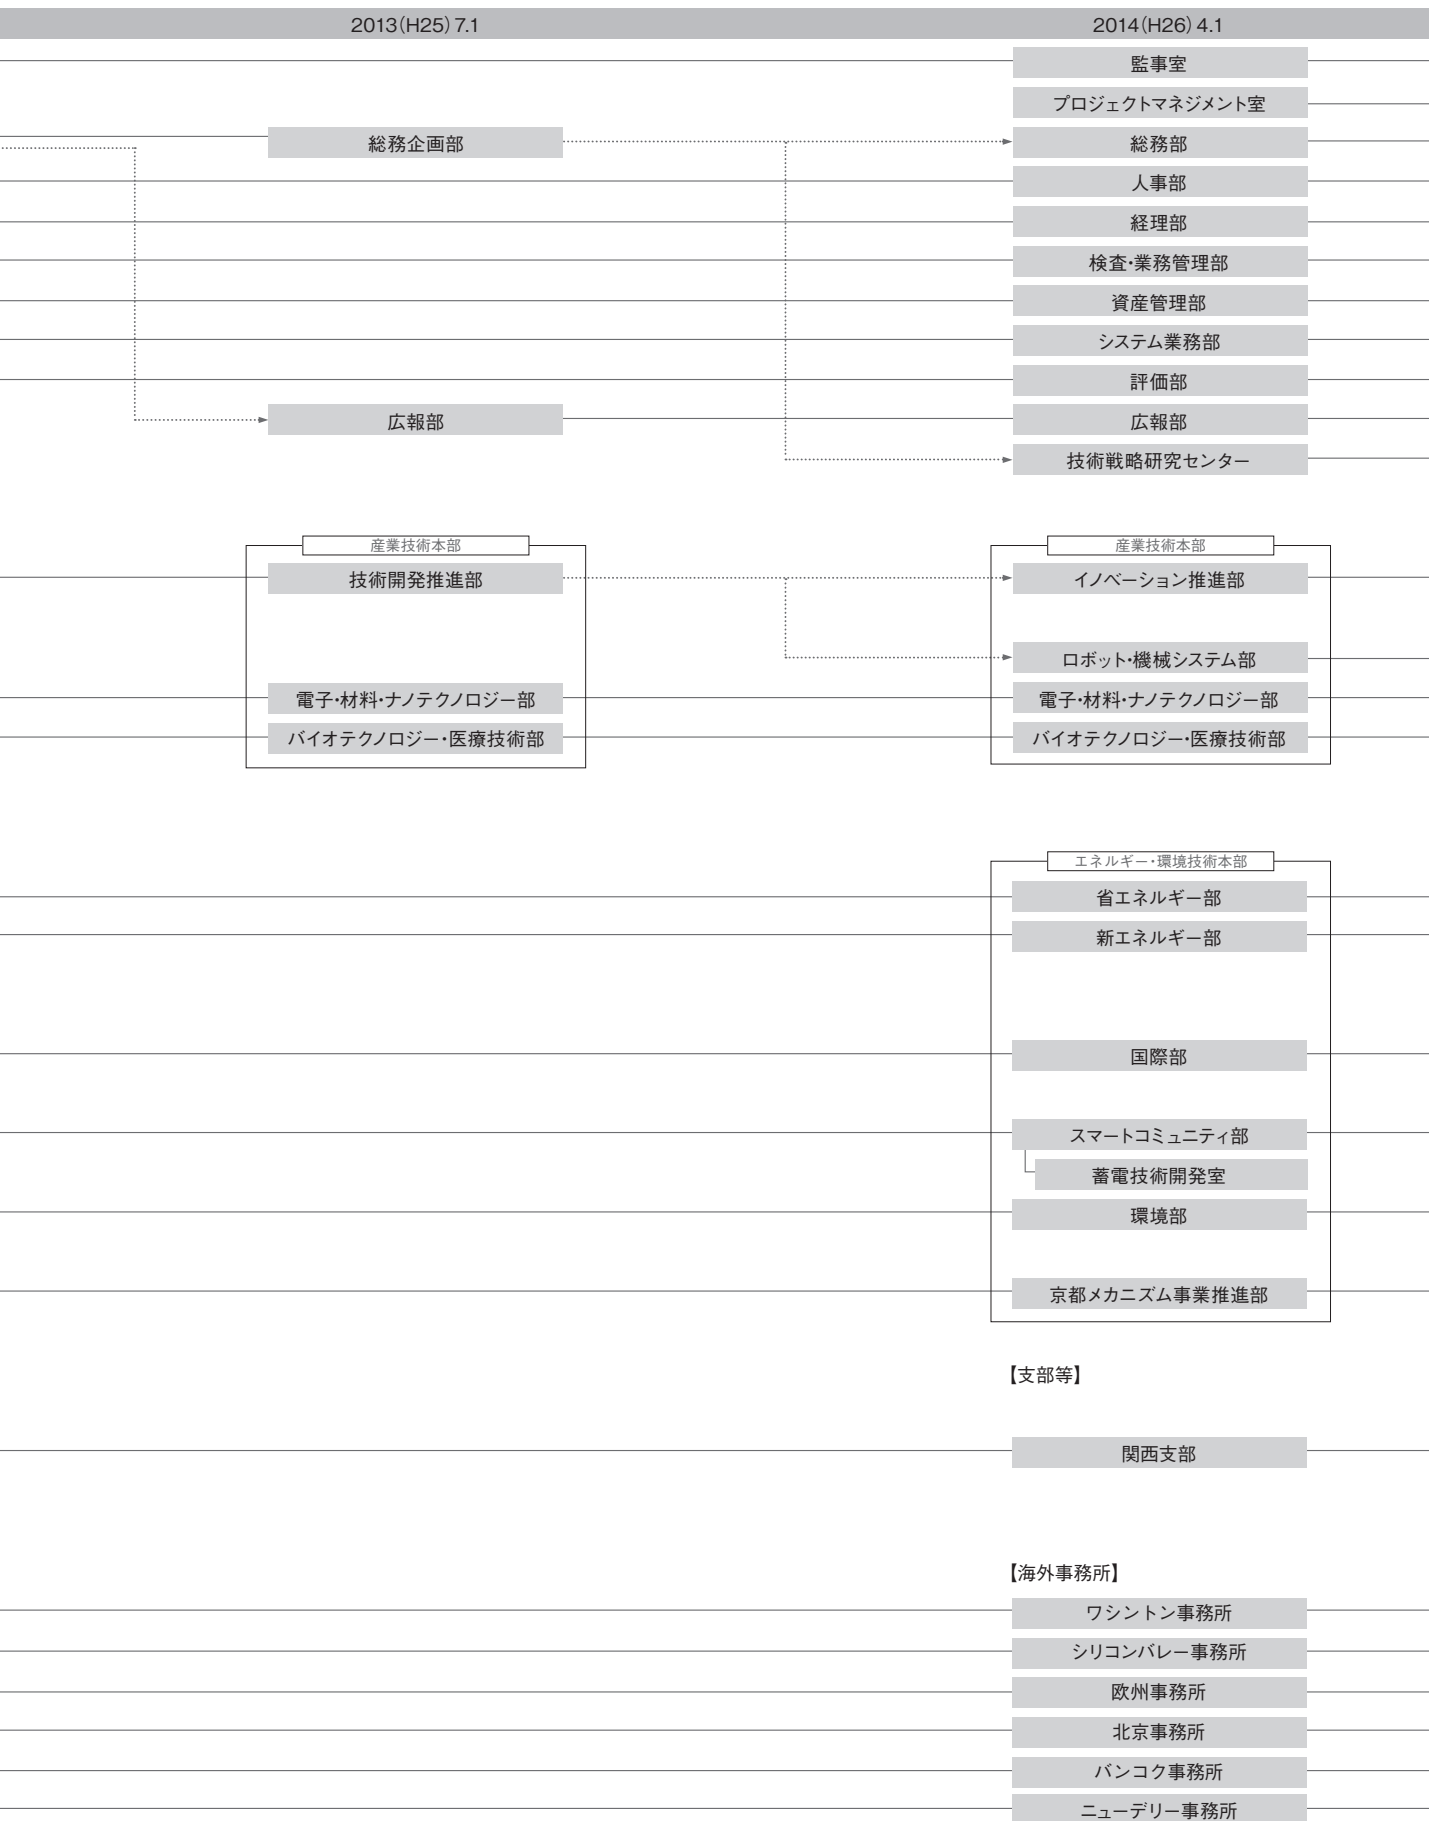 2013(H25)7.1
2014(H26)4.1
監事室
プロジェクトマネジメント室
総務企画部
総務部
人事部
経理部
検査・業務管理部
資産管理部
システム業務部
評価部
広報部
広報部
技術戦略研究センター
産業技術本部
産業技術本部
技術開発推進部
イノベーション推進部
ロボット・機械システム部
電子・材料・ナノテクノロジー部
電子・材料・ナノテクノロジー部
バイオテクノロジー・医療技術部
バイオテクノロジー・医療技術部
エネルギー・環境技術本部
省エネルギー部
新エネルギー部
国際部
スマートコミュニティ部
蓄電技術開発室
環境部
京都メカニズム事業推進部
【支部等】
関西支部
【海外事務所】
ワシントン事務所
シリコンバレー事務所
欧州事務所
北京事務所
バンコク事務所
ニューデリー事務所